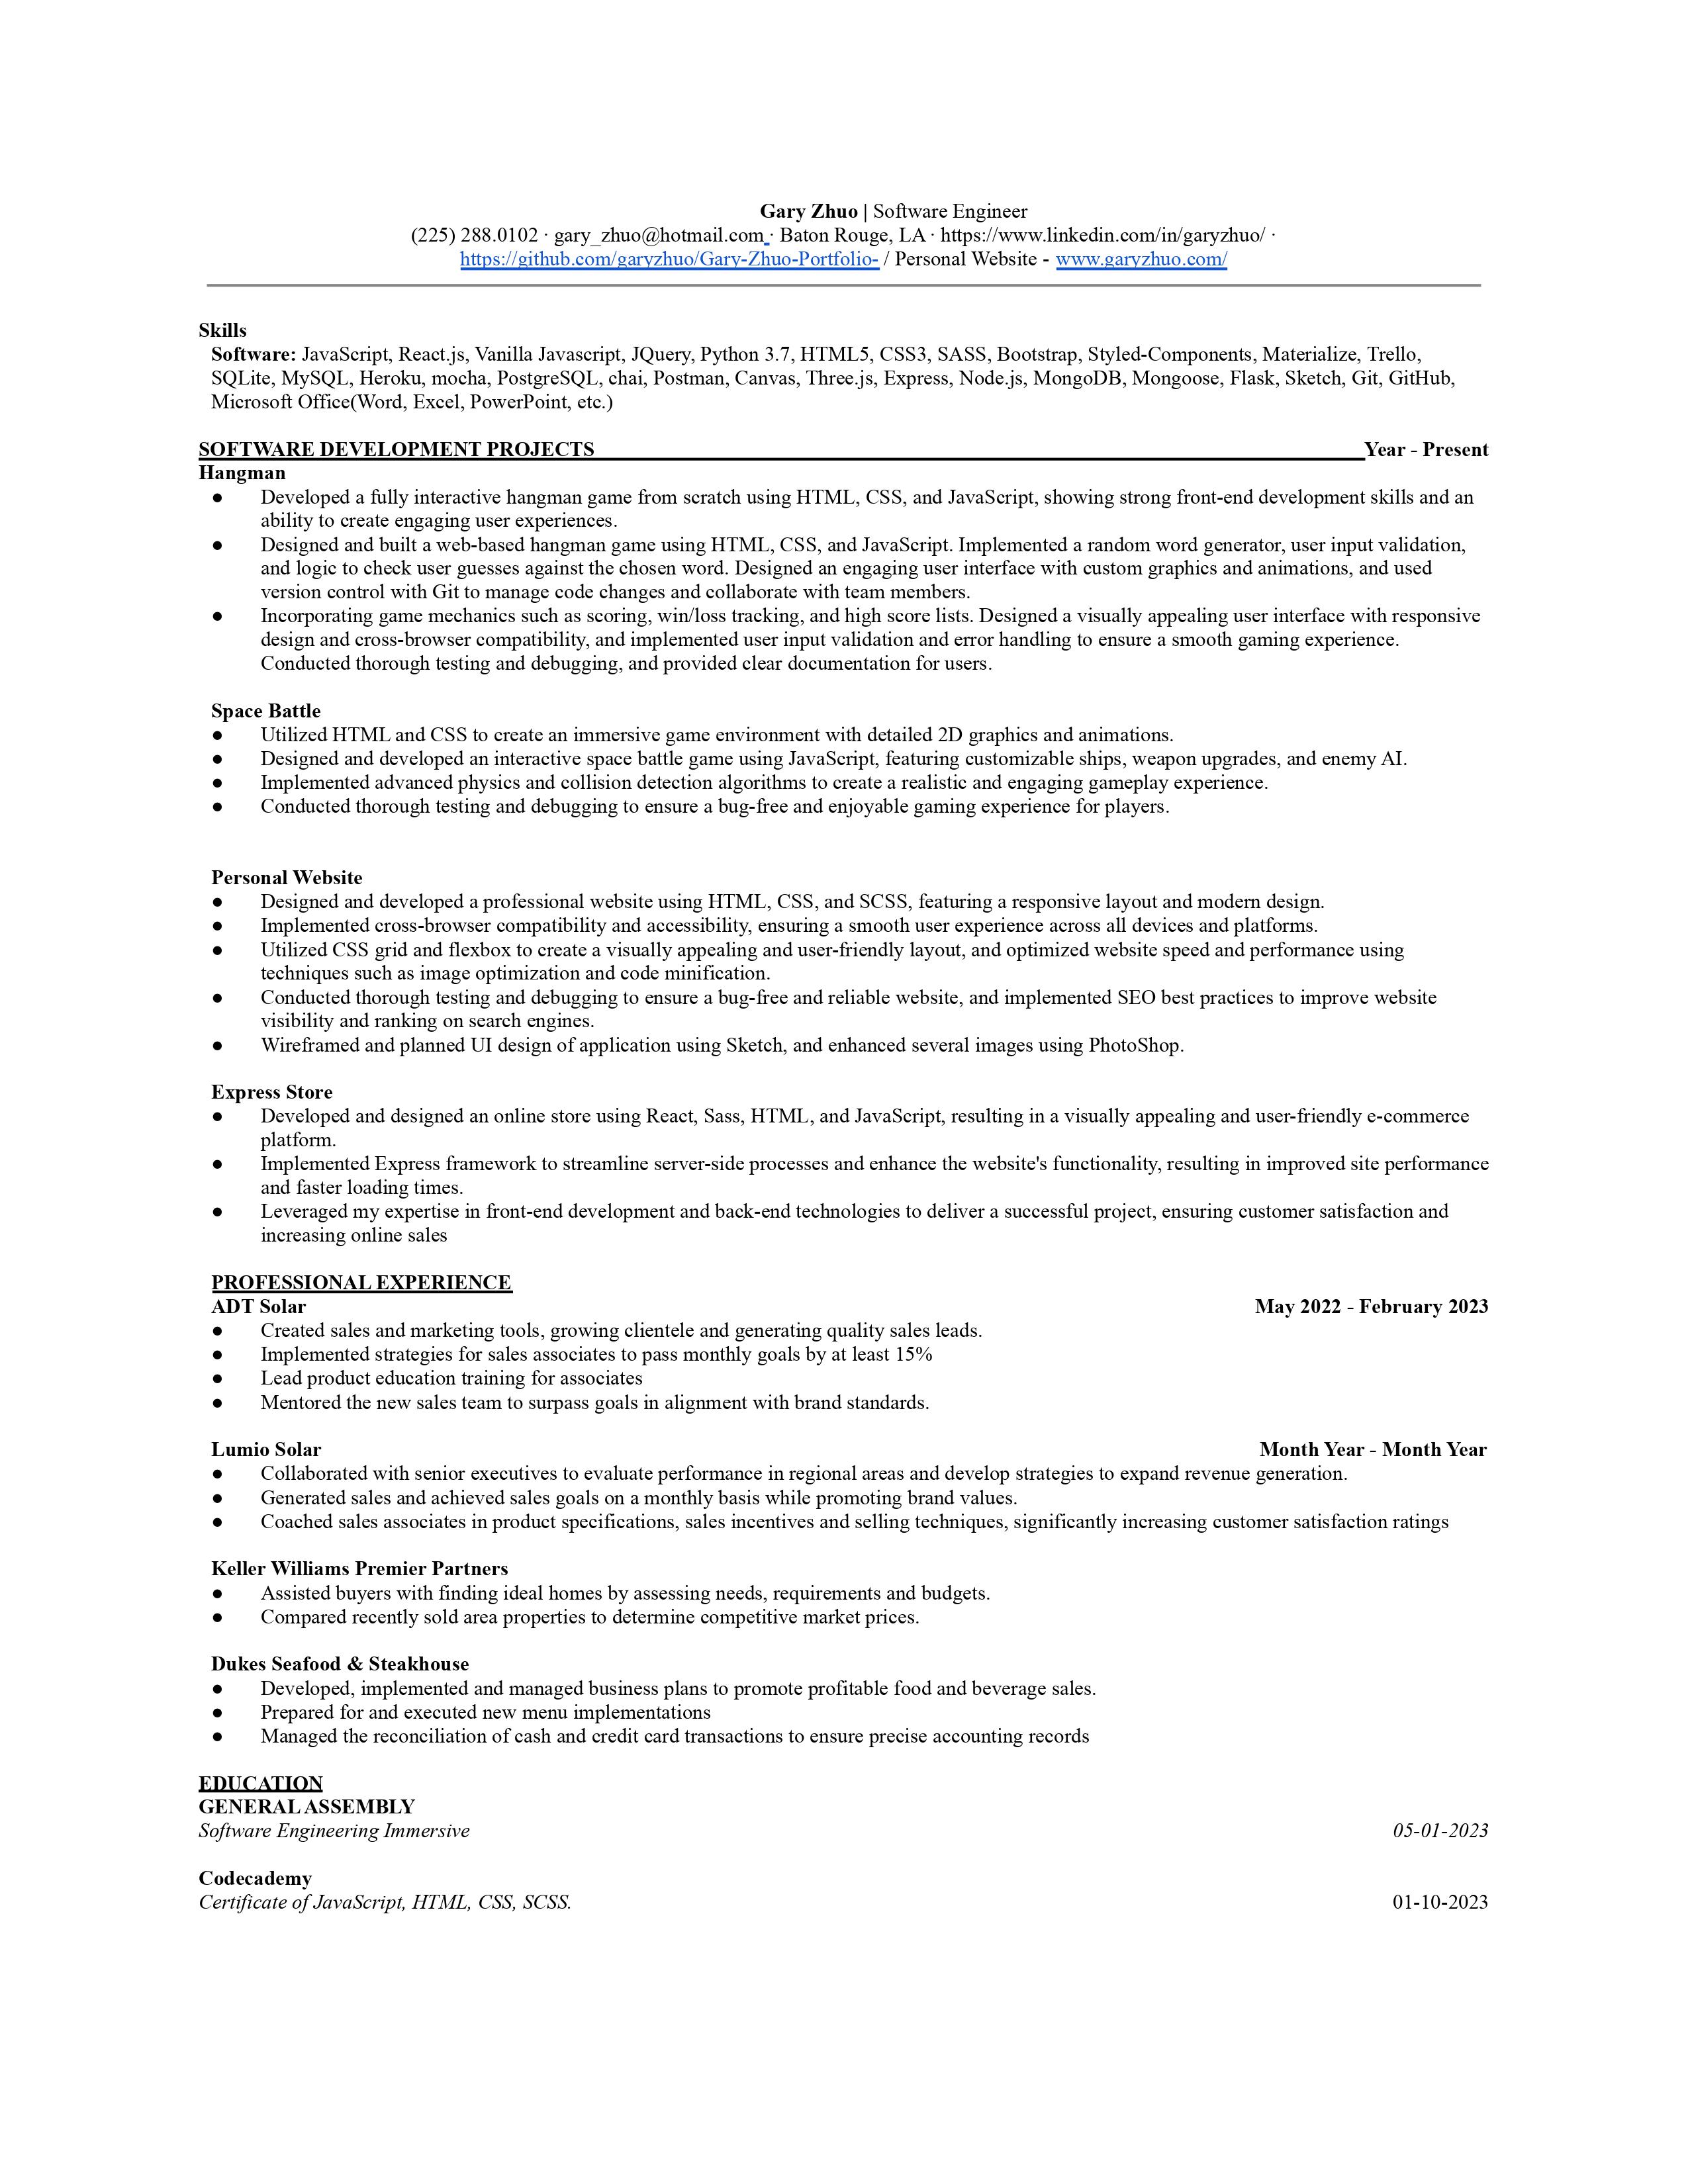 Gary Zhuo | Software Engineer
(225) 288.0102 · gary_zhuo@hotmail.com · Baton Rouge, LA · https://www.linkedin.com/in/garyzhuo/ ·
https://github.com/garyzhuo/Gary-Zhuo-Portfolio- / Personal Website - www.garyzhuo.com/
Skills
Software: JavaScript, React.js, Vanilla Javascript, JQuery, Python 3.7, HTML5, CSS3, SASS, Bootstrap, Styled-Components, Materialize, Trello,
SQLite, MySQL, Heroku, mocha, PostgreSQL, chai, Postman, Canvas, Three.js, Express, Node.js, MongoDB, Mongoose, Flask, Sketch, Git, GitHub,
Microsoft Office(Word, Excel, PowerPoint, etc.)
SOFTWARE DEVELOPMENT PROJECTS Year - Present
Hangman
● Developed a fully interactive hangman game from scratch using HTML, CSS, and JavaScript, showing strong front-end development skills and an
ability to create engaging user experiences.
● Designed and built a web-based hangman game using HTML, CSS, and JavaScript. Implemented a random word generator, user input validation,
and logic to check user guesses against the chosen word. Designed an engaging user interface with custom graphics and animations, and used
version control with Git to manage code changes and collaborate with team members.
● Incorporating game mechanics such as scoring, win/loss tracking, and high score lists. Designed a visually appealing user interface with responsive
design and cross-browser compatibility, and implemented user input validation and error handling to ensure a smooth gaming experience.
Conducted thorough testing and debugging, and provided clear documentation for users.
Space Battle
● Utilized HTML and CSS to create an immersive game environment with detailed 2D graphics and animations.
● Designed and developed an interactive space battle game using JavaScript, featuring customizable ships, weapon upgrades, and enemy AI.
● Implemented advanced physics and collision detection algorithms to create a realistic and engaging gameplay experience.
● Conducted thorough testing and debugging to ensure a bug-free and enjoyable gaming experience for players.
Personal Website
● Designed and developed a professional website using HTML, CSS, and SCSS, featuring a responsive layout and modern design.
● Implemented cross-browser compatibility and accessibility, ensuring a smooth user experience across all devices and platforms.
● Utilized CSS grid and flexbox to create a visually appealing and user-friendly layout, and optimized website speed and performance using
techniques such as image optimization and code minification.
● Conducted thorough testing and debugging to ensure a bug-free and reliable website, and implemented SEO best practices to improve website
visibility and ranking on search engines.
● Wireframed and planned UI design of application using Sketch, and enhanced several images using PhotoShop.
Express Store
● Developed and designed an online store using React, Sass, HTML, and JavaScript, resulting in a visually appealing and user-friendly e-commerce
platform.
● Implemented Express framework to streamline server-side processes and enhance the website's functionality, resulting in improved site performance
and faster loading times.
● Leveraged my expertise in front-end development and back-end technologies to deliver a successful project, ensuring customer satisfaction and
increasing online sales
PROFESSIONAL EXPERIENCE
ADT Solar May 2022 - February 2023
● Created sales and marketing tools, growing clientele and generating quality sales leads.
● Implemented strategies for sales associates to pass monthly goals by at least 15%
● Lead product education training for associates
● Mentored the new sales team to surpass goals in alignment with brand standards.
Lumio Solar Month Year - Month Year
● Collaborated with senior executives to evaluate performance in regional areas and develop strategies to expand revenue generation.
● Generated sales and achieved sales goals on a monthly basis while promoting brand values.
● Coached sales associates in product specifications, sales incentives and selling techniques, significantly increasing customer satisfaction ratings
Keller Williams Premier Partners
● Assisted buyers with finding ideal homes by assessing needs, requirements and budgets.
● Compared recently sold area properties to determine competitive market prices.
Dukes Seafood & Steakhouse
● Developed, implemented and managed business plans to promote profitable food and beverage sales.
● Prepared for and executed new menu implementations
● Managed the reconciliation of cash and credit card transactions to ensure precise accounting records
EDUCATION
GENERAL ASSEMBLY
Software Engineering Immersive 05-01-2023
Codecademy
Certificate of JavaScript, HTML, CSS, SCSS. 01-10-2023